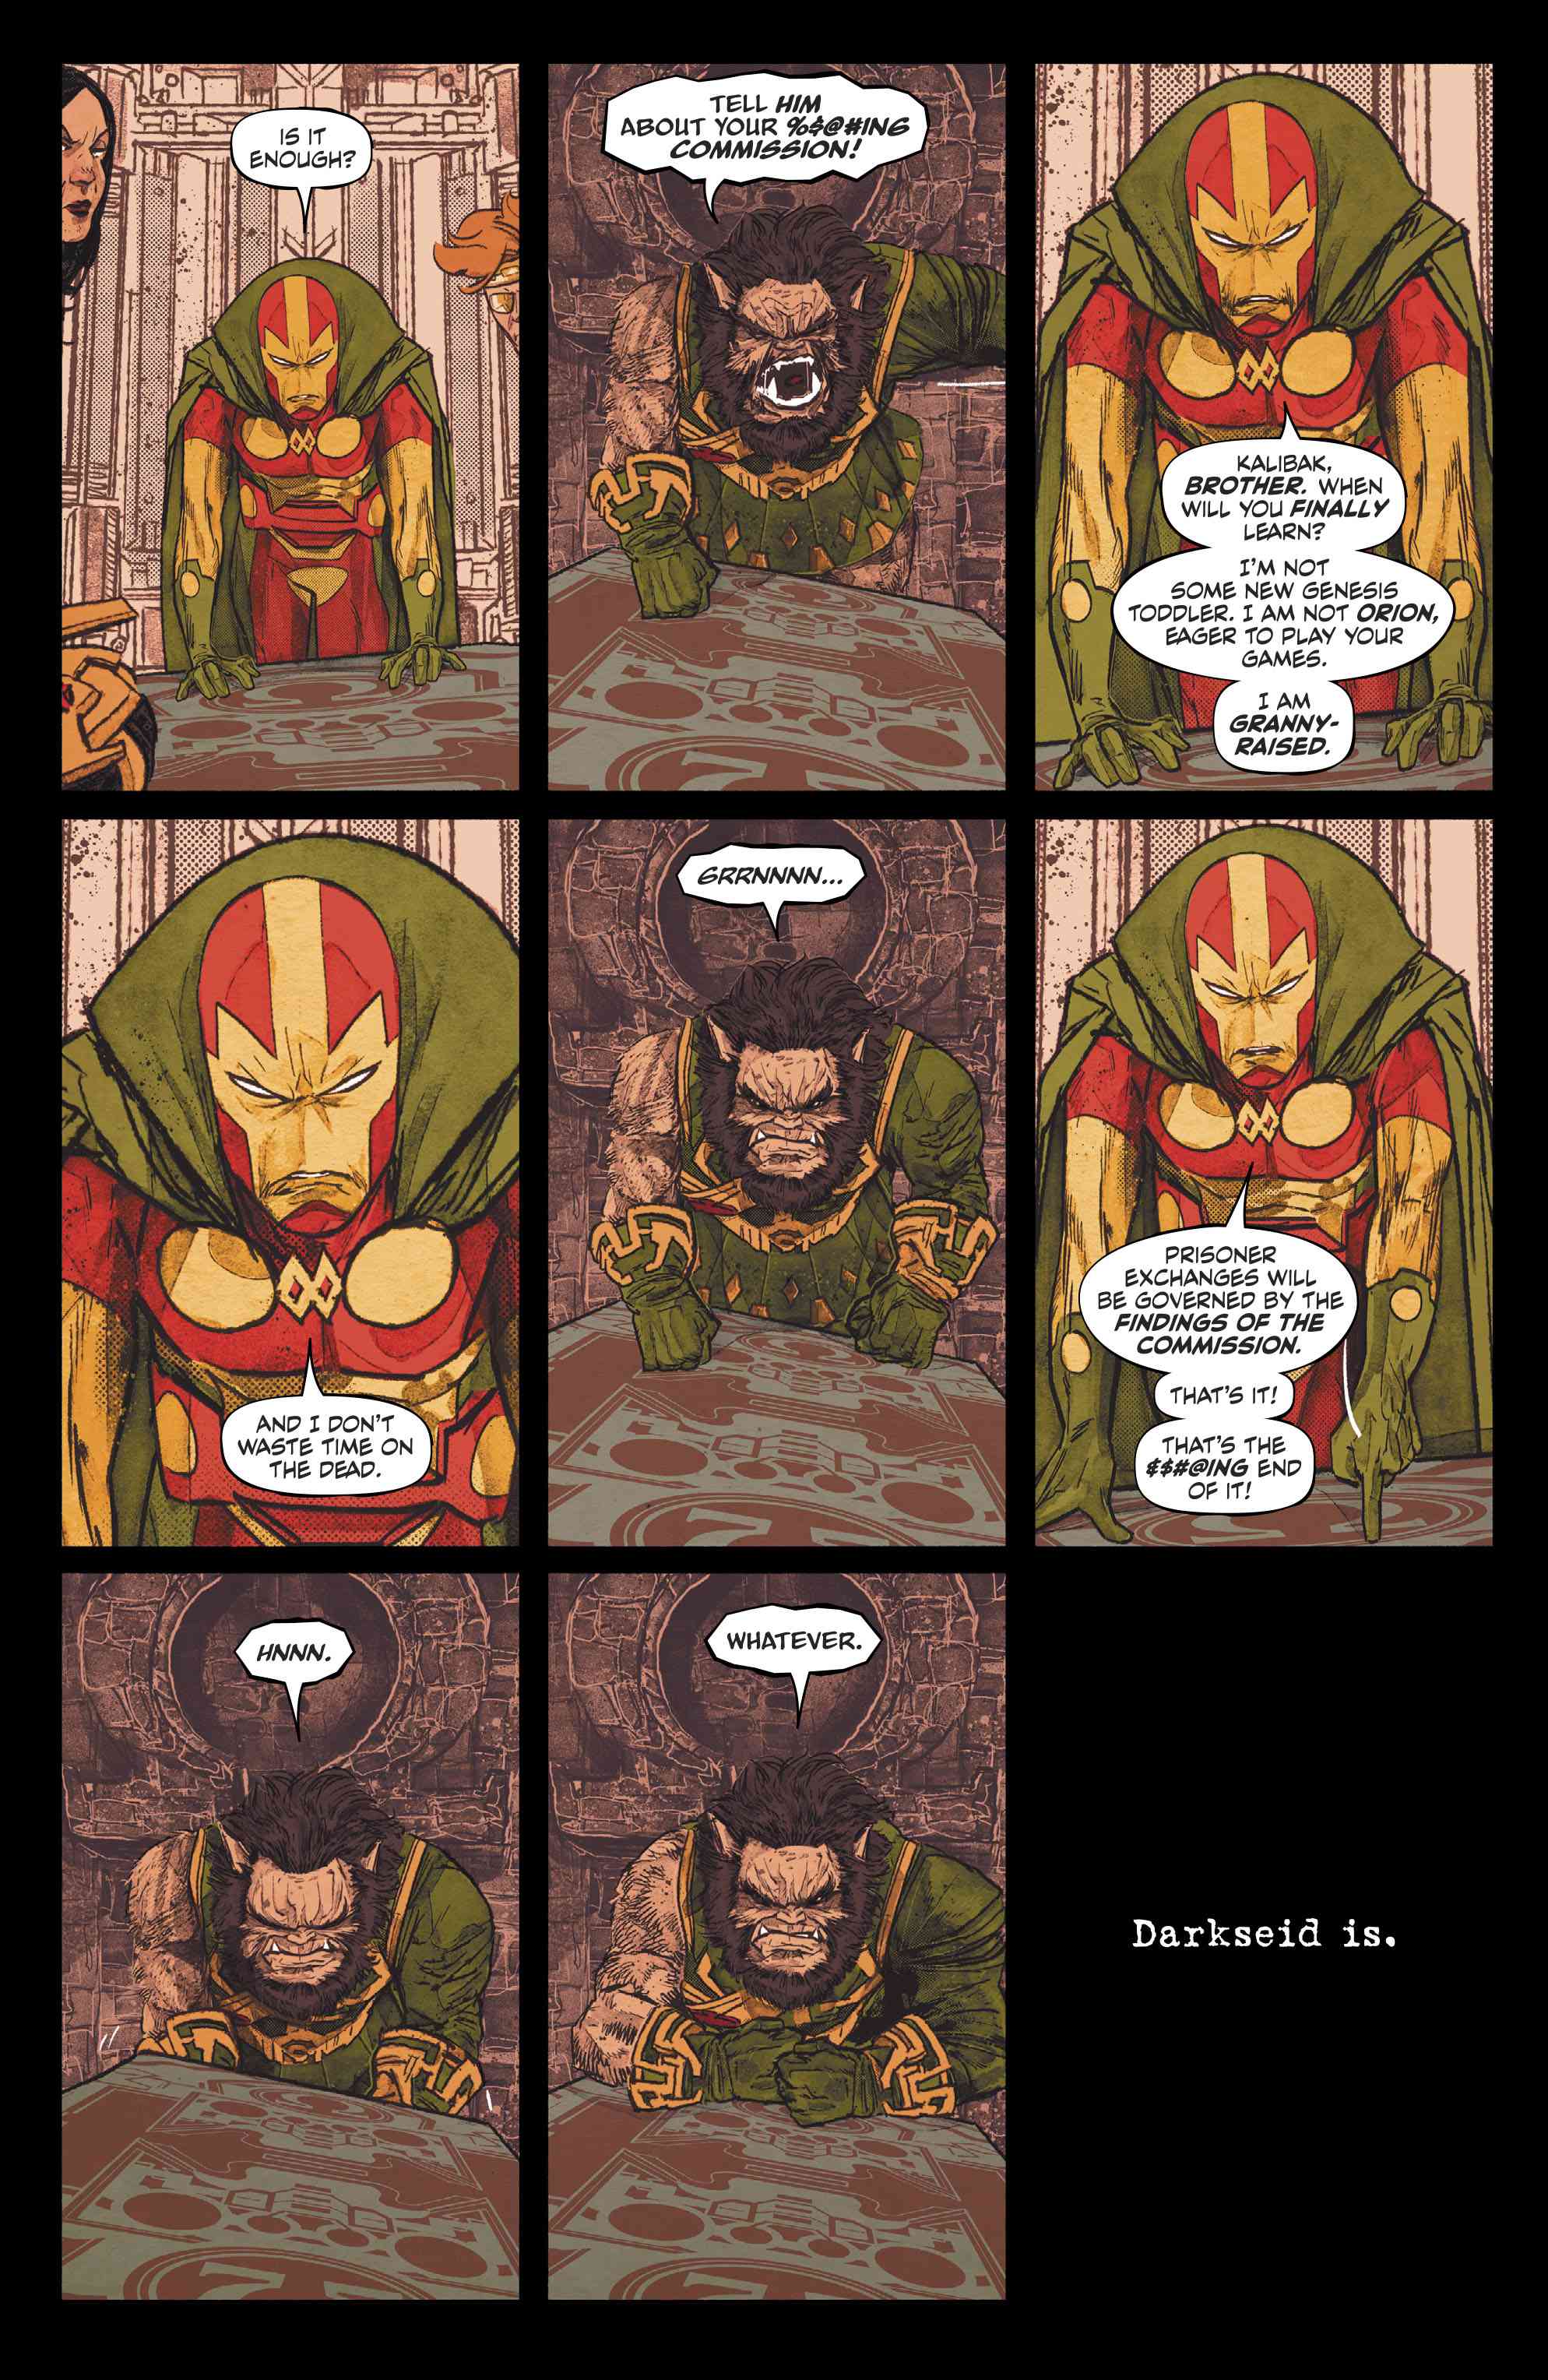 IS IT
ENOUGH?
TELL HIM
ABOUT YOUR %$@#ING
COMMISSION!
KALIBAK,
BROTHER. WHEN
WILL YOU FINALLY
LEARN?
I'M NOT
SOME NEW GENESIS
TODDLER. I AM NOT ORION,
EAGER TO PLAY YOUR
GAMES.
I AM
GRANNY-
RAISED.
AND I DON'T
WASTE TIME ON
THE DEAD.
GRRNNNN...
PRISONER
EXCHANGES WILL
BE GOVERNED BY THE
FINDINGS OF THE
COMMISSION.
THAT'S IT!
THAT'S THE
&$#@ING END
OF IT!
HNNN.
WHATEVER.
Darkseid is.